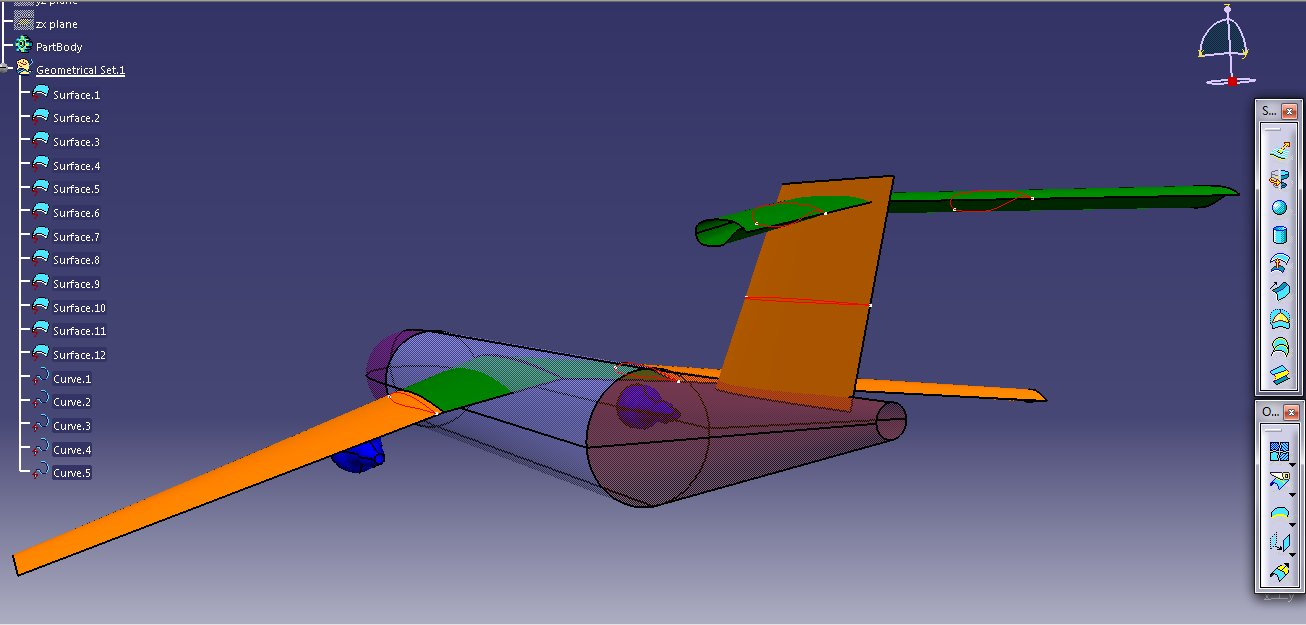 yz plane
zx plane
PartBody
Geometrical Set.1
Surface.1
Surface.2
Surface.3
Surface.4
Surface.5
Surface.6
Surface.7
Surface.8
Surface.9
Surface.10
Surface.11
Surface.12
Curve.1
Curve.2
Curve.3
Curve.4
Curve.5
S...
O...